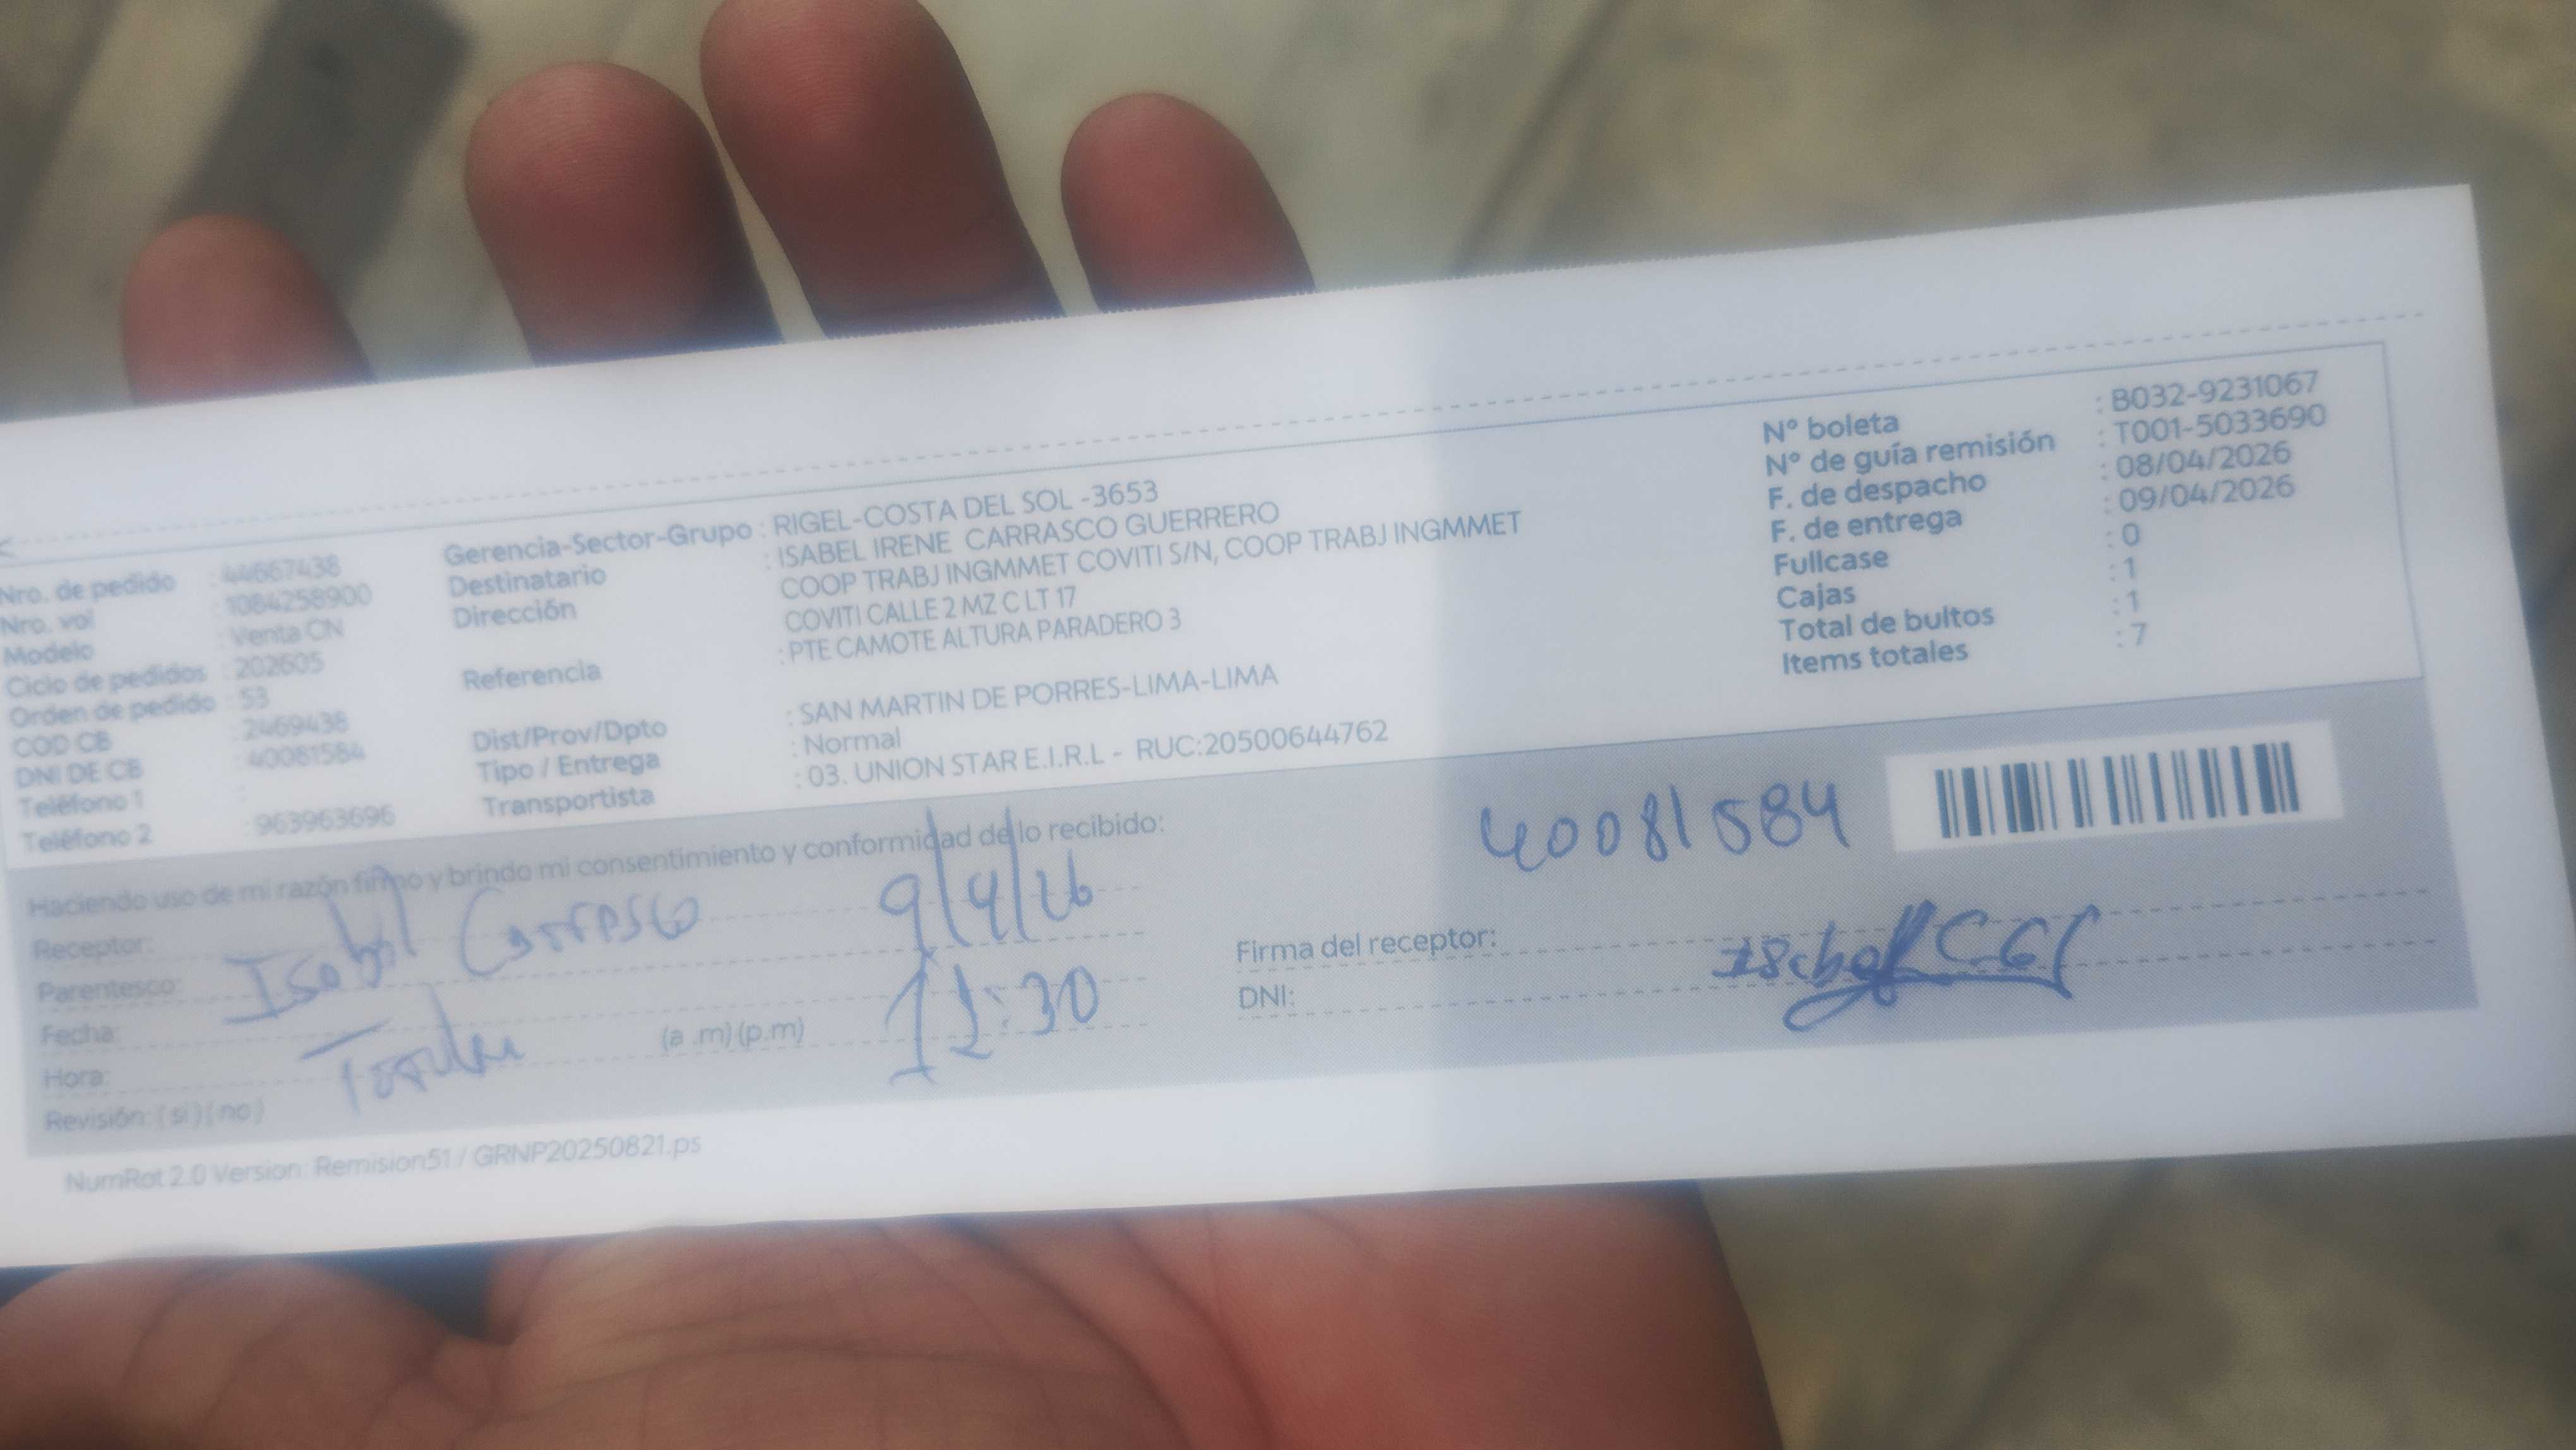 Nro. de pedido : 44667438
Nro. vol : 1084258900
Modelo : Venta CN
Ciclo de pedidos : 202605
Orden de pedido : 53
COD CB : 2469438
DNI DE CB : 40081584
Teléfono 1 :
Teléfono 2 : 963963696
Gerencia-Sector-Grupo : RIGEL-COSTA DEL SOL -3653
Destinatario : ISABEL IRENE CARRASCO GUERRERO
Dirección COOP TRABJ INGMMET COVITI S/N, COOP TRABJ INGMMET
COVITI CALLE 2 MZ C LT 17
Referencia : PTE CAMOTE ALTURA PARADERO 3
Dist/Prov/Dpto : SAN MARTIN DE PORRES-LIMA-LIMA
Tipo / Entrega : Normal
Transportista : 03. UNION STAR E.I.R.L - RUC:20500644762
N° boleta : B032-9231067
N° de guía remisión : T001-5033690
F. de despacho : 08/04/2026
F. de entrega : 09/04/2026
Fullcase : 0
Cajas : 1
Total de bultos : 1
Items totales : 7
Haciendo uso de mi razón firmo y brindo mi consentimiento y conformidad de lo recibido:
Receptor:
Parentesco:
Isabel Carrasco
Fecha:
Hora: (a .m) (p.m)
Revisión: (si) (no)
9/4/26
11:30
40081584
Firma del receptor:
DNI:
NumRot 2.0 Version: Remision51 / GRNP20250821.ps